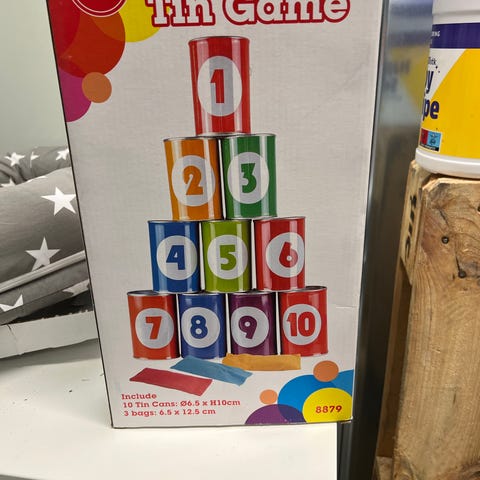 Tin Game
1
2 3
4 5 6
7 8 9 10
Include
10 Tin Cans: Ø6.5 x H10cm
3 bags: 6.5 x 12.5 cm
8879